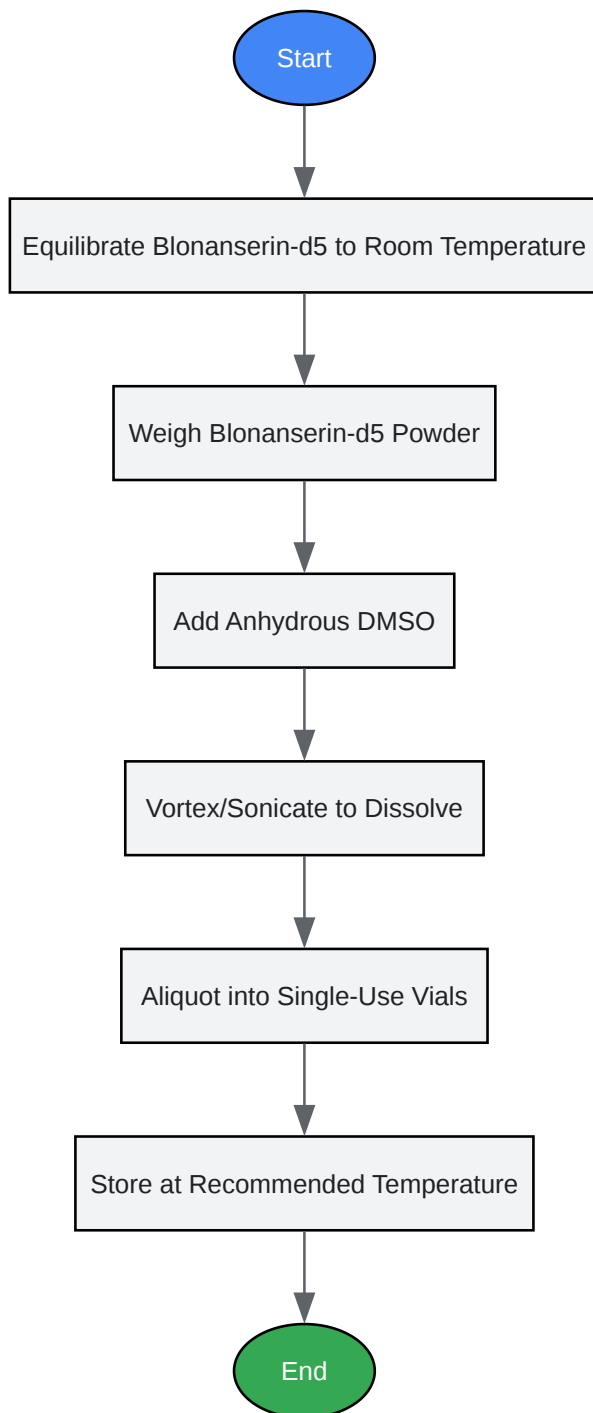 Start
Equilibrate Blonanserin-d5 to Room Temperature
Weigh Blonanserin-d5 Powder
Add Anhydrous DMSO
Vortex/Sonicate to Dissolve
Aliquot into Single-Use Vials
Store at Recommended Temperature
End